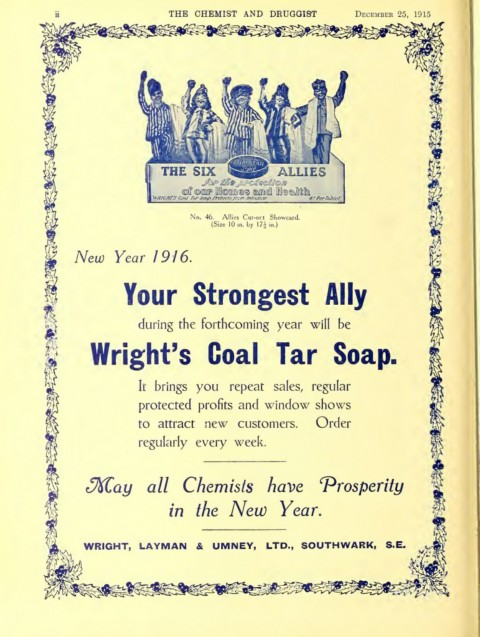 ii THE CHEMIST AND DRUGGIST December 25, 1915
THE SIX ALLIES
for the protection
of our Homes and Health
No. 46. Allies Cut-out Showcard.
(Size 10 in. by 17½ in.)
New Year 1916.
Your Strongest Ally
during the forthcoming year will be
Wright's Coal Tar Soap.
It brings you repeat sales, regular
protected profits and window shows
to attract new customers. Order
regularly every week.
May all Chemists have Prosperity
in the New Year.
WRIGHT, LAYMAN & UMNEY, LTD., SOUTHWARK, S.E.